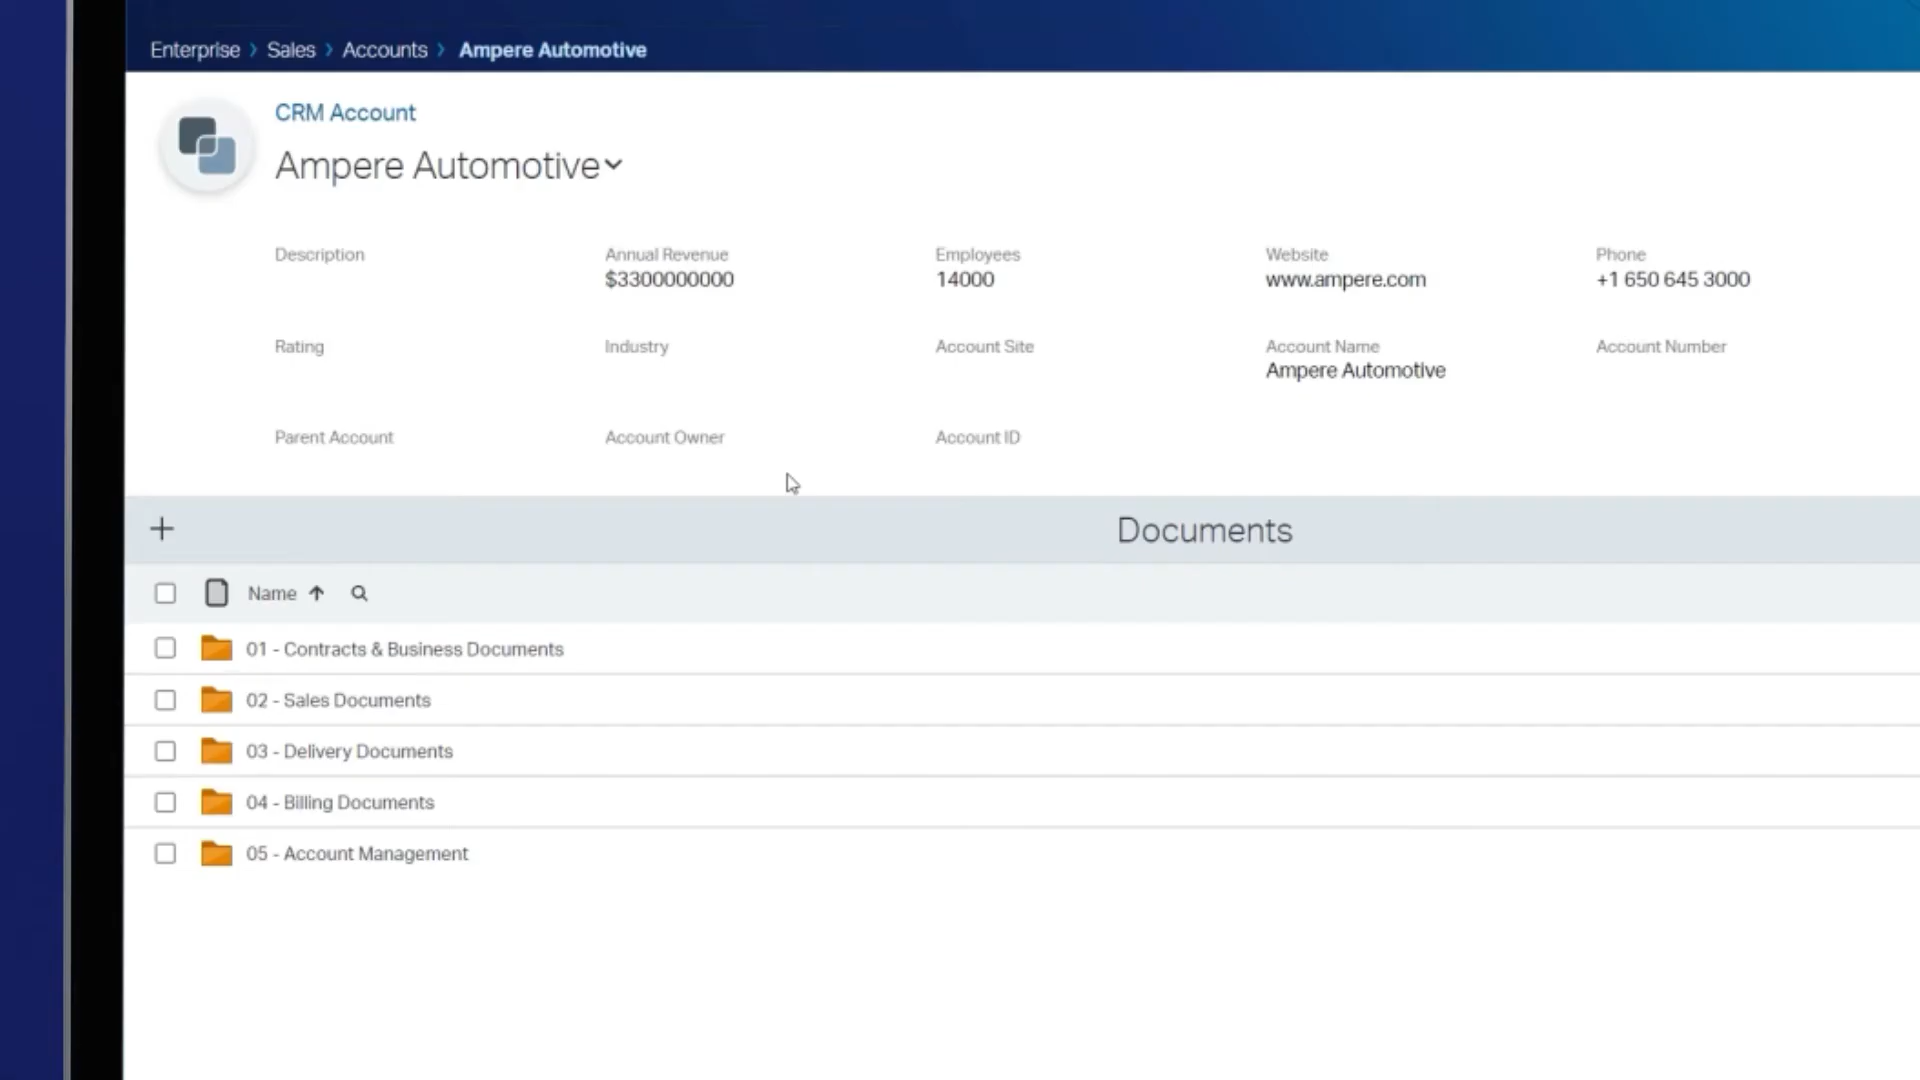 Enterprise > Sales > Accounts > Ampere Automotive
CRM Account
Ampere Automotive
Description Annual Revenue Employees Website Phone
$3300000000 14000 www.ampere.com +1 650 645 3000
Rating Industry Account Site Account Name Account Number
Ampere Automotive
Parent Account Account Owner Account ID
Documents
Name
01 - Contracts & Business Documents
02 - Sales Documents
03 - Delivery Documents
04 - Billing Documents
05 - Account Management